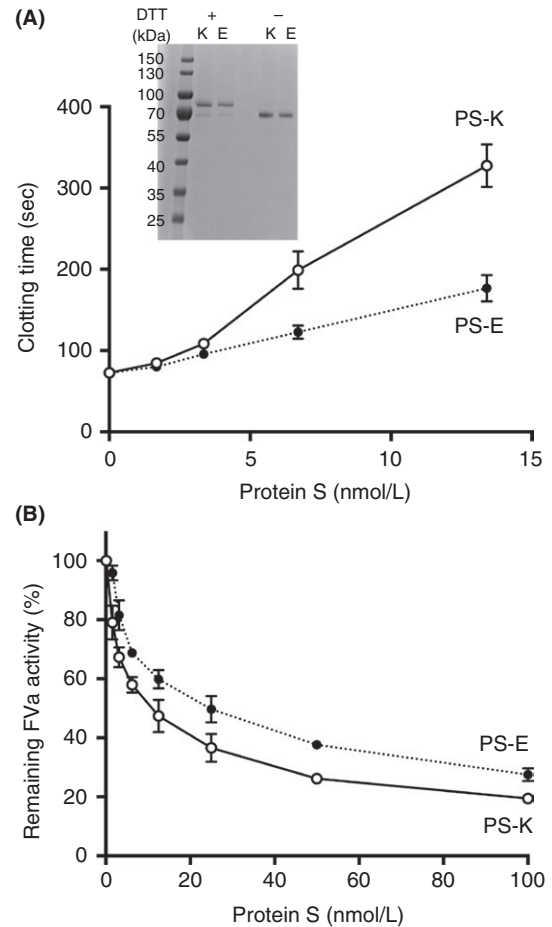 (A)
DTT + –
(kDa) K E K E
150
130
100
70
55
40
35
25
400
300
200
100
0
Clotting time (sec)
PS-K
PS-E
0 5 10 15
Protein S (nmol/L)
(B)
100
80
60
40
20
0
Remaining FVa activity (%)
PS-E
PS-K
0 20 40 60 80 100
Protein S (nmol/L)